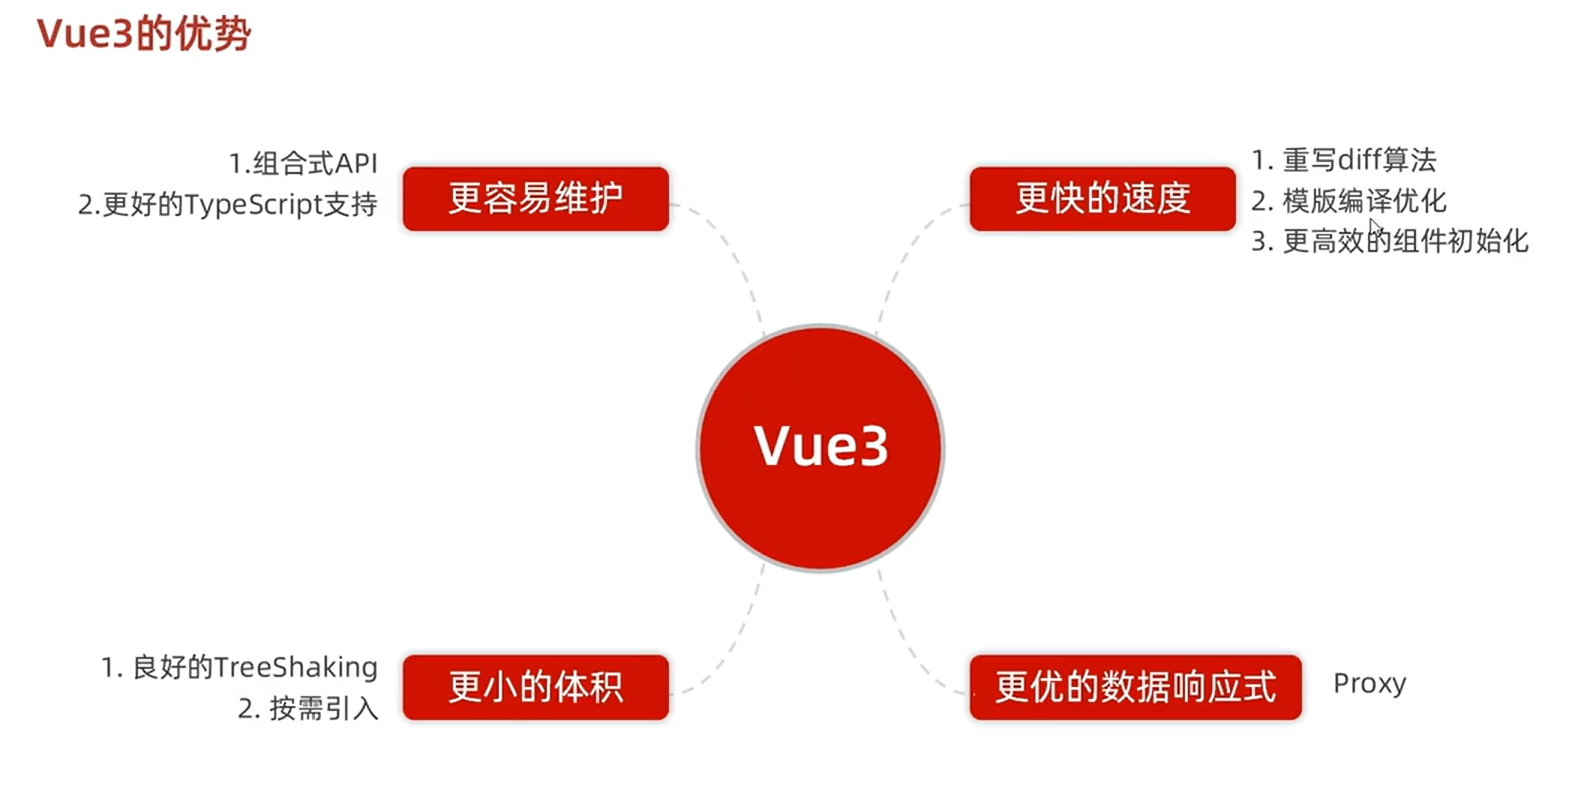 Vue3的优势
1.组合式API
2.更好的TypeScript支持
更容易维护
更快的速度
1. 重写diff算法
2. 模版编译优化
3. 更高效的组件初始化
Vue3
1. 良好的TreeShaking
2. 按需引入
更小的体积
更优的数据响应式
Proxy